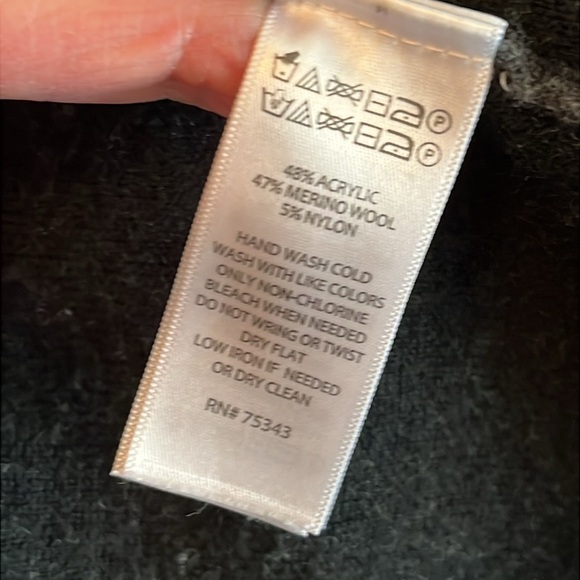 P
P
48% ACRYLIC
47% MERINO WOOL
5% NYLON
HAND WASH COLD
WASH WITH LIKE COLORS
ONLY NON-CHLORINE
BLEACH WHEN NEEDED
DO NOT WRING OR TWIST
DRY FLAT
LOW IRON IF NEEDED
OR DRY CLEAN
RN# 75343